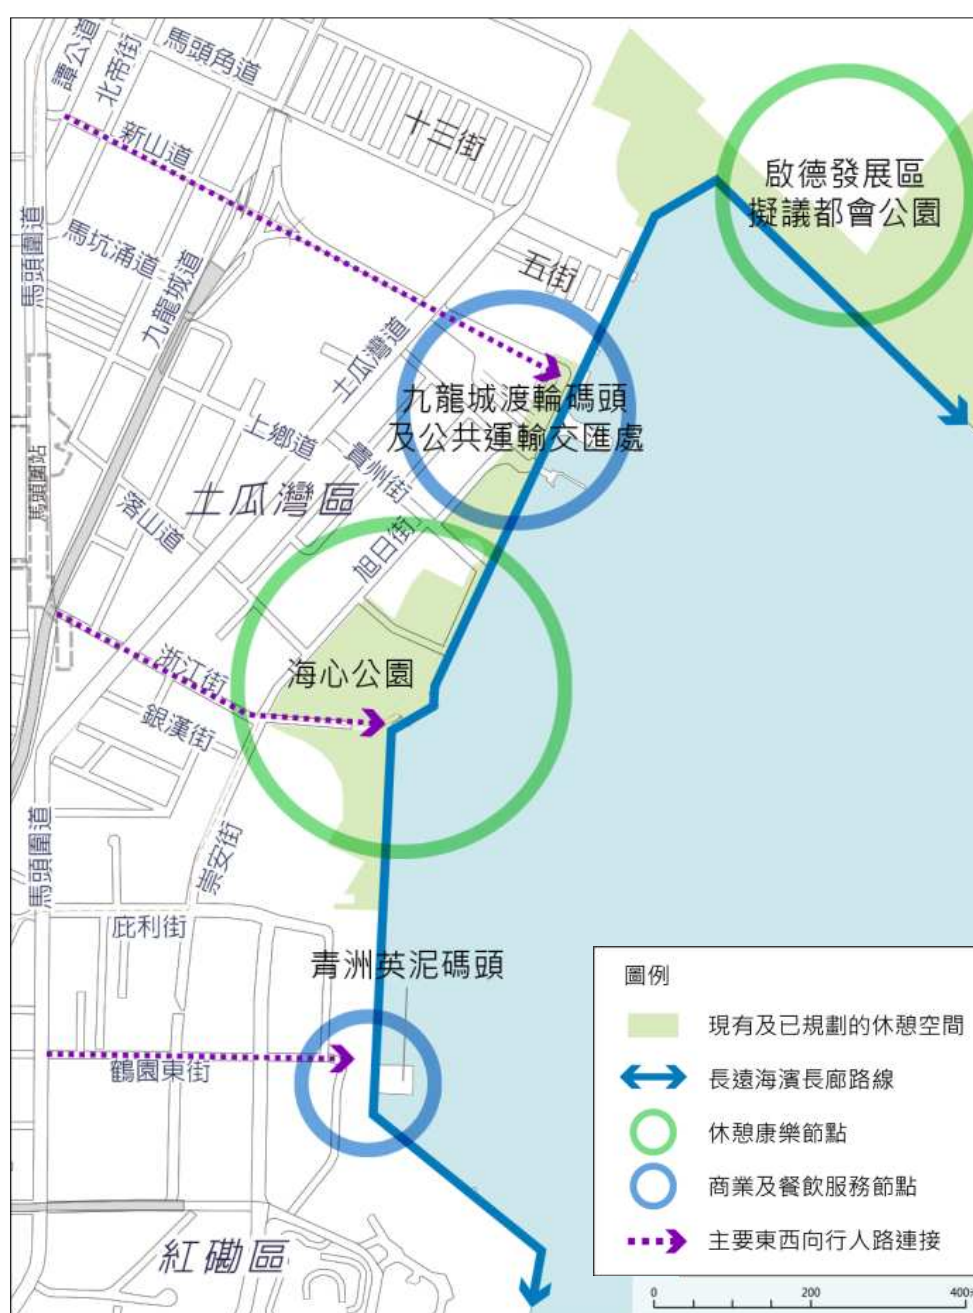 譚公道
北帝街
馬頭角道
新山道
十三街
啟德發展區
擬議都會公園
馬頭圍道
馬坑涌道
九龍城道
五街
土瓜灣道
九龍城渡輪碼頭
及公共運輸交匯處
上鄉道
貴州街
馬頭圍站
土瓜灣區
落山道
旭日街
浙江街
海心公園
銀漢街
馬頭圍道
崇安街
庇利街
青洲英泥碼頭
鶴園東街
紅磡區
圖例
現有及已規劃的休憩空間
長遠海濱長廊路線
休憩康樂節點
商業及餐飲服務節點
主要東西向行人路連接
0 200 400